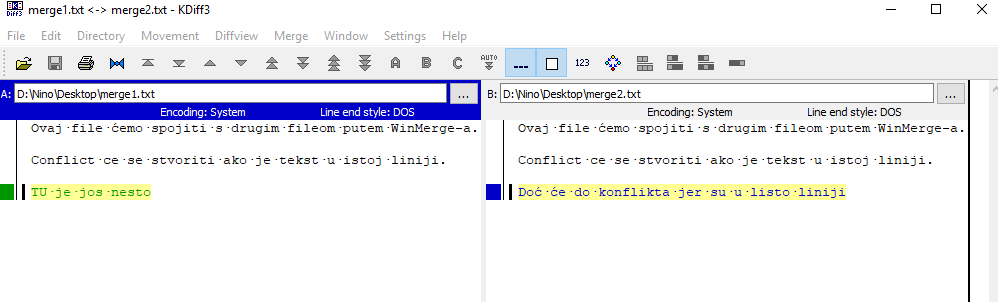 merge1.txt <-> merge2.txt - KDiff3
File Edit Directory Movement Diffview Merge Window Settings Help
A B C AUTO 123
A: D:\Nino\Desktop\merge1.txt ...
Encoding: System Line end style: DOS
Ovaj·file·ćemo·spojiti·s·drugim·fileom·putem·WinMerge-a.
Conflict·ce·se·stvoriti·ako·je·tekst·u·istoj·liniji.
TU·je·jos·nesto
B: D:\Nino\Desktop\merge2.txt ...
Encoding: System Line end style: DOS
Ovaj·file·ćemo·spojiti·s·drugim·fileom·putem·WinMerge-a.
Conflict·ce·se·stvoriti·ako·je·tekst·u·istoj·liniji.
Doć·će·do·konflikta·jer·su·u·listo·liniji